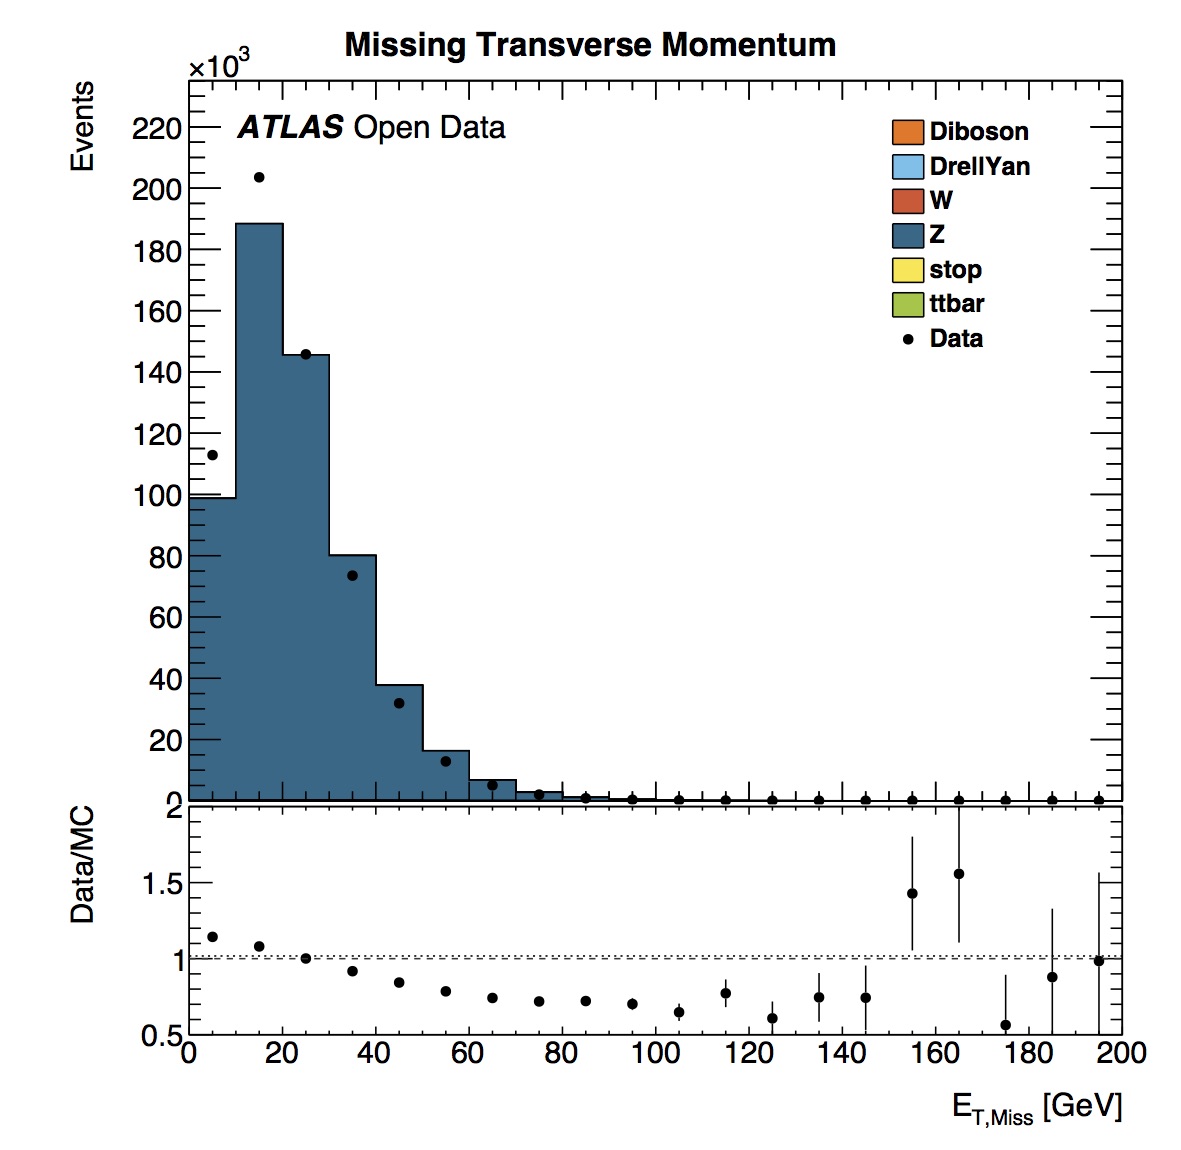 Missing Transverse Momentum
×10³
Events
ATLAS Open Data
220
200
180
160
140
120
100
80
60
40
20
0
Diboson
DrellYan
W
Z
stop
ttbar
Data
Data/MC
2
1.5
1
0.5
0 20 40 60 80 100 120 140 160 180 200
E_T,Miss [GeV]